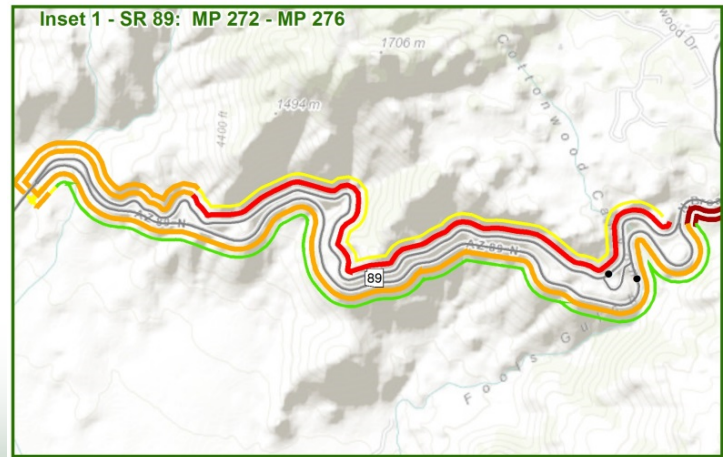 Inset 1 - SR 89: MP 272 - MP 276
1706 m
1494 m
4400 ft
Cottonwood
AZ-89 N
AZ-89 N
89
Fools Gu